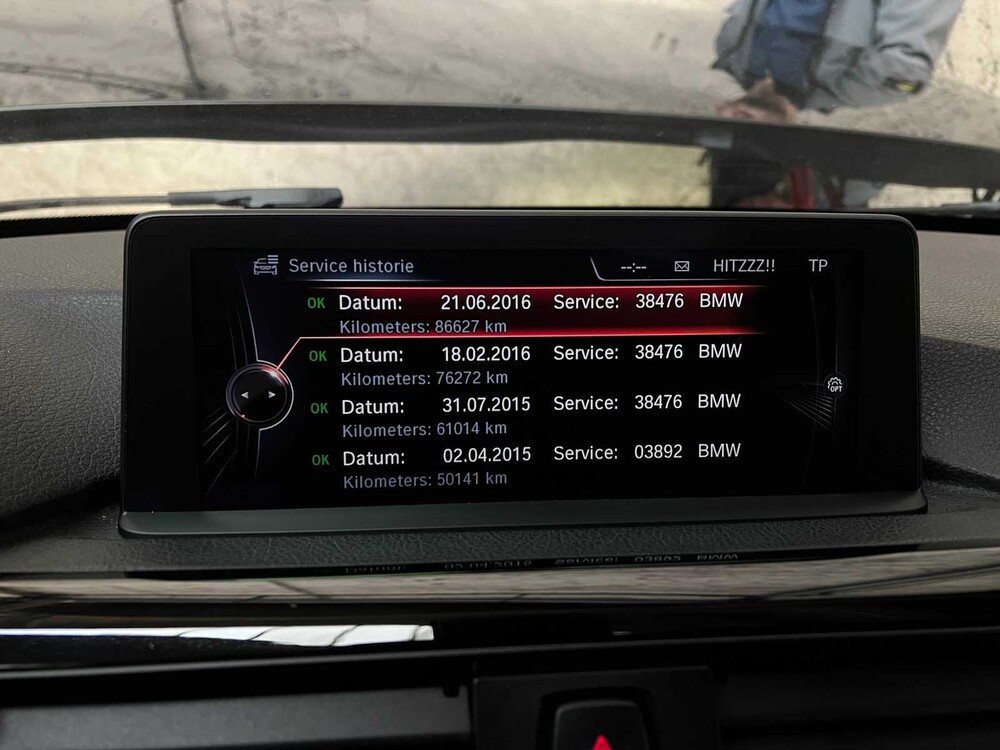 Service historie --:-- HITZZZ!! TP
OK Datum: 21.06.2016 Service: 38476 BMW
Kilometers: 86627 km
OK Datum: 18.02.2016 Service: 38476 BMW
Kilometers: 76272 km
OPT
OK Datum: 31.07.2015 Service: 38476 BMW
Kilometers: 61014 km
OK Datum: 02.04.2015 Service: 03892 BMW
Kilometers: 50141 km